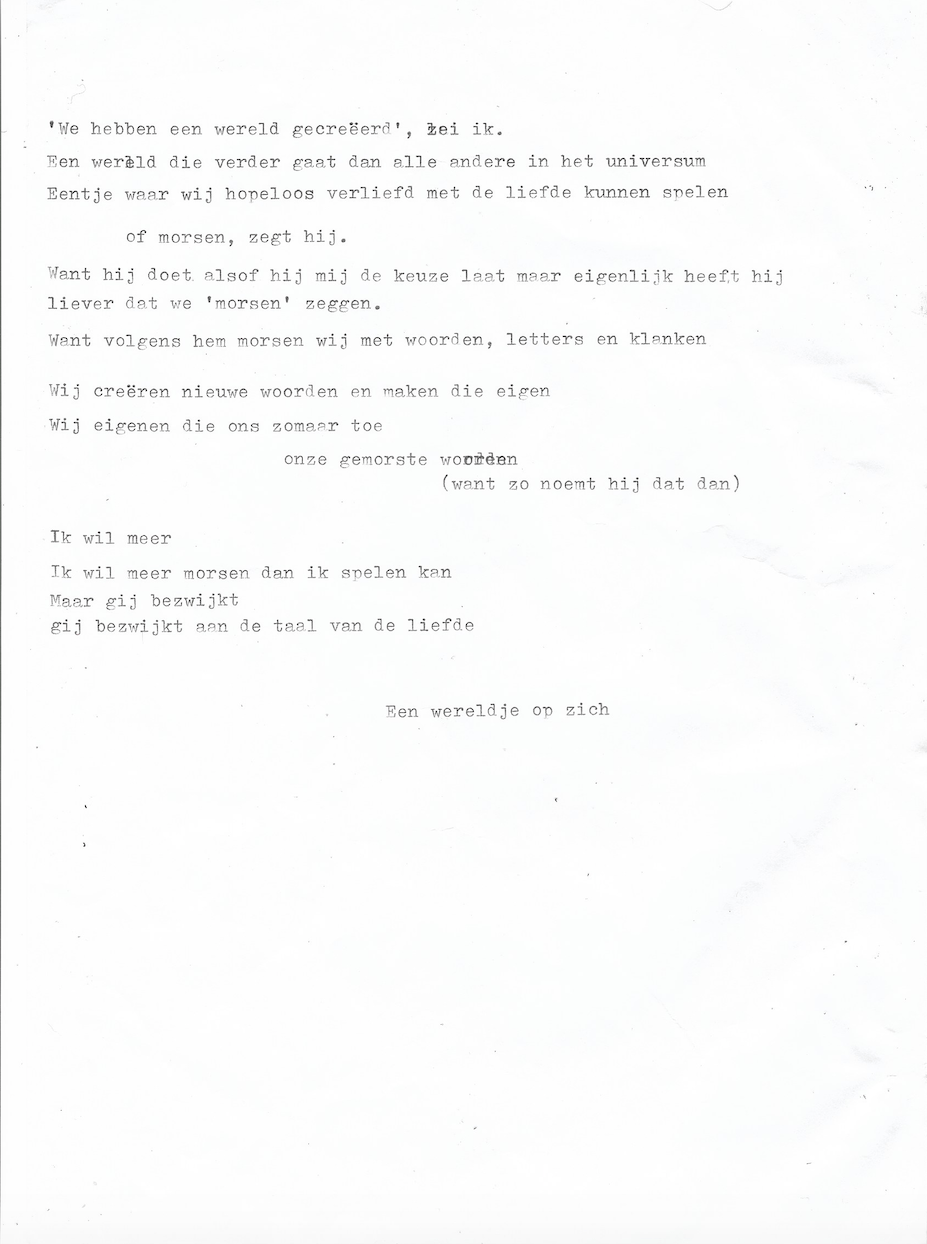 'We hebben een wereld gecreëerd', zei ik.
Een wereld die verder gaat dan alle andere in het universum
Eentje waar wij hopeloos verliefd met de liefde kunnen spelen
of morsen, zegt hij.
Want hij doet alsof hij mij de keuze laat maar eigenlijk heeft hij
liever dat we 'morsen' zeggen.
Want volgens hem morsen wij met woorden, letters en klanken
Wij creëren nieuwe woorden en maken die eigen
Wij eigenen die ons zomaar toe
onze gemorste woorden
(want zo noemt hij dat dan)
Ik wil meer
Ik wil meer morsen dan ik spelen kan
Maar gij bezwijkt
gij bezwijkt aan de taal van de liefde
Een wereldje op zich